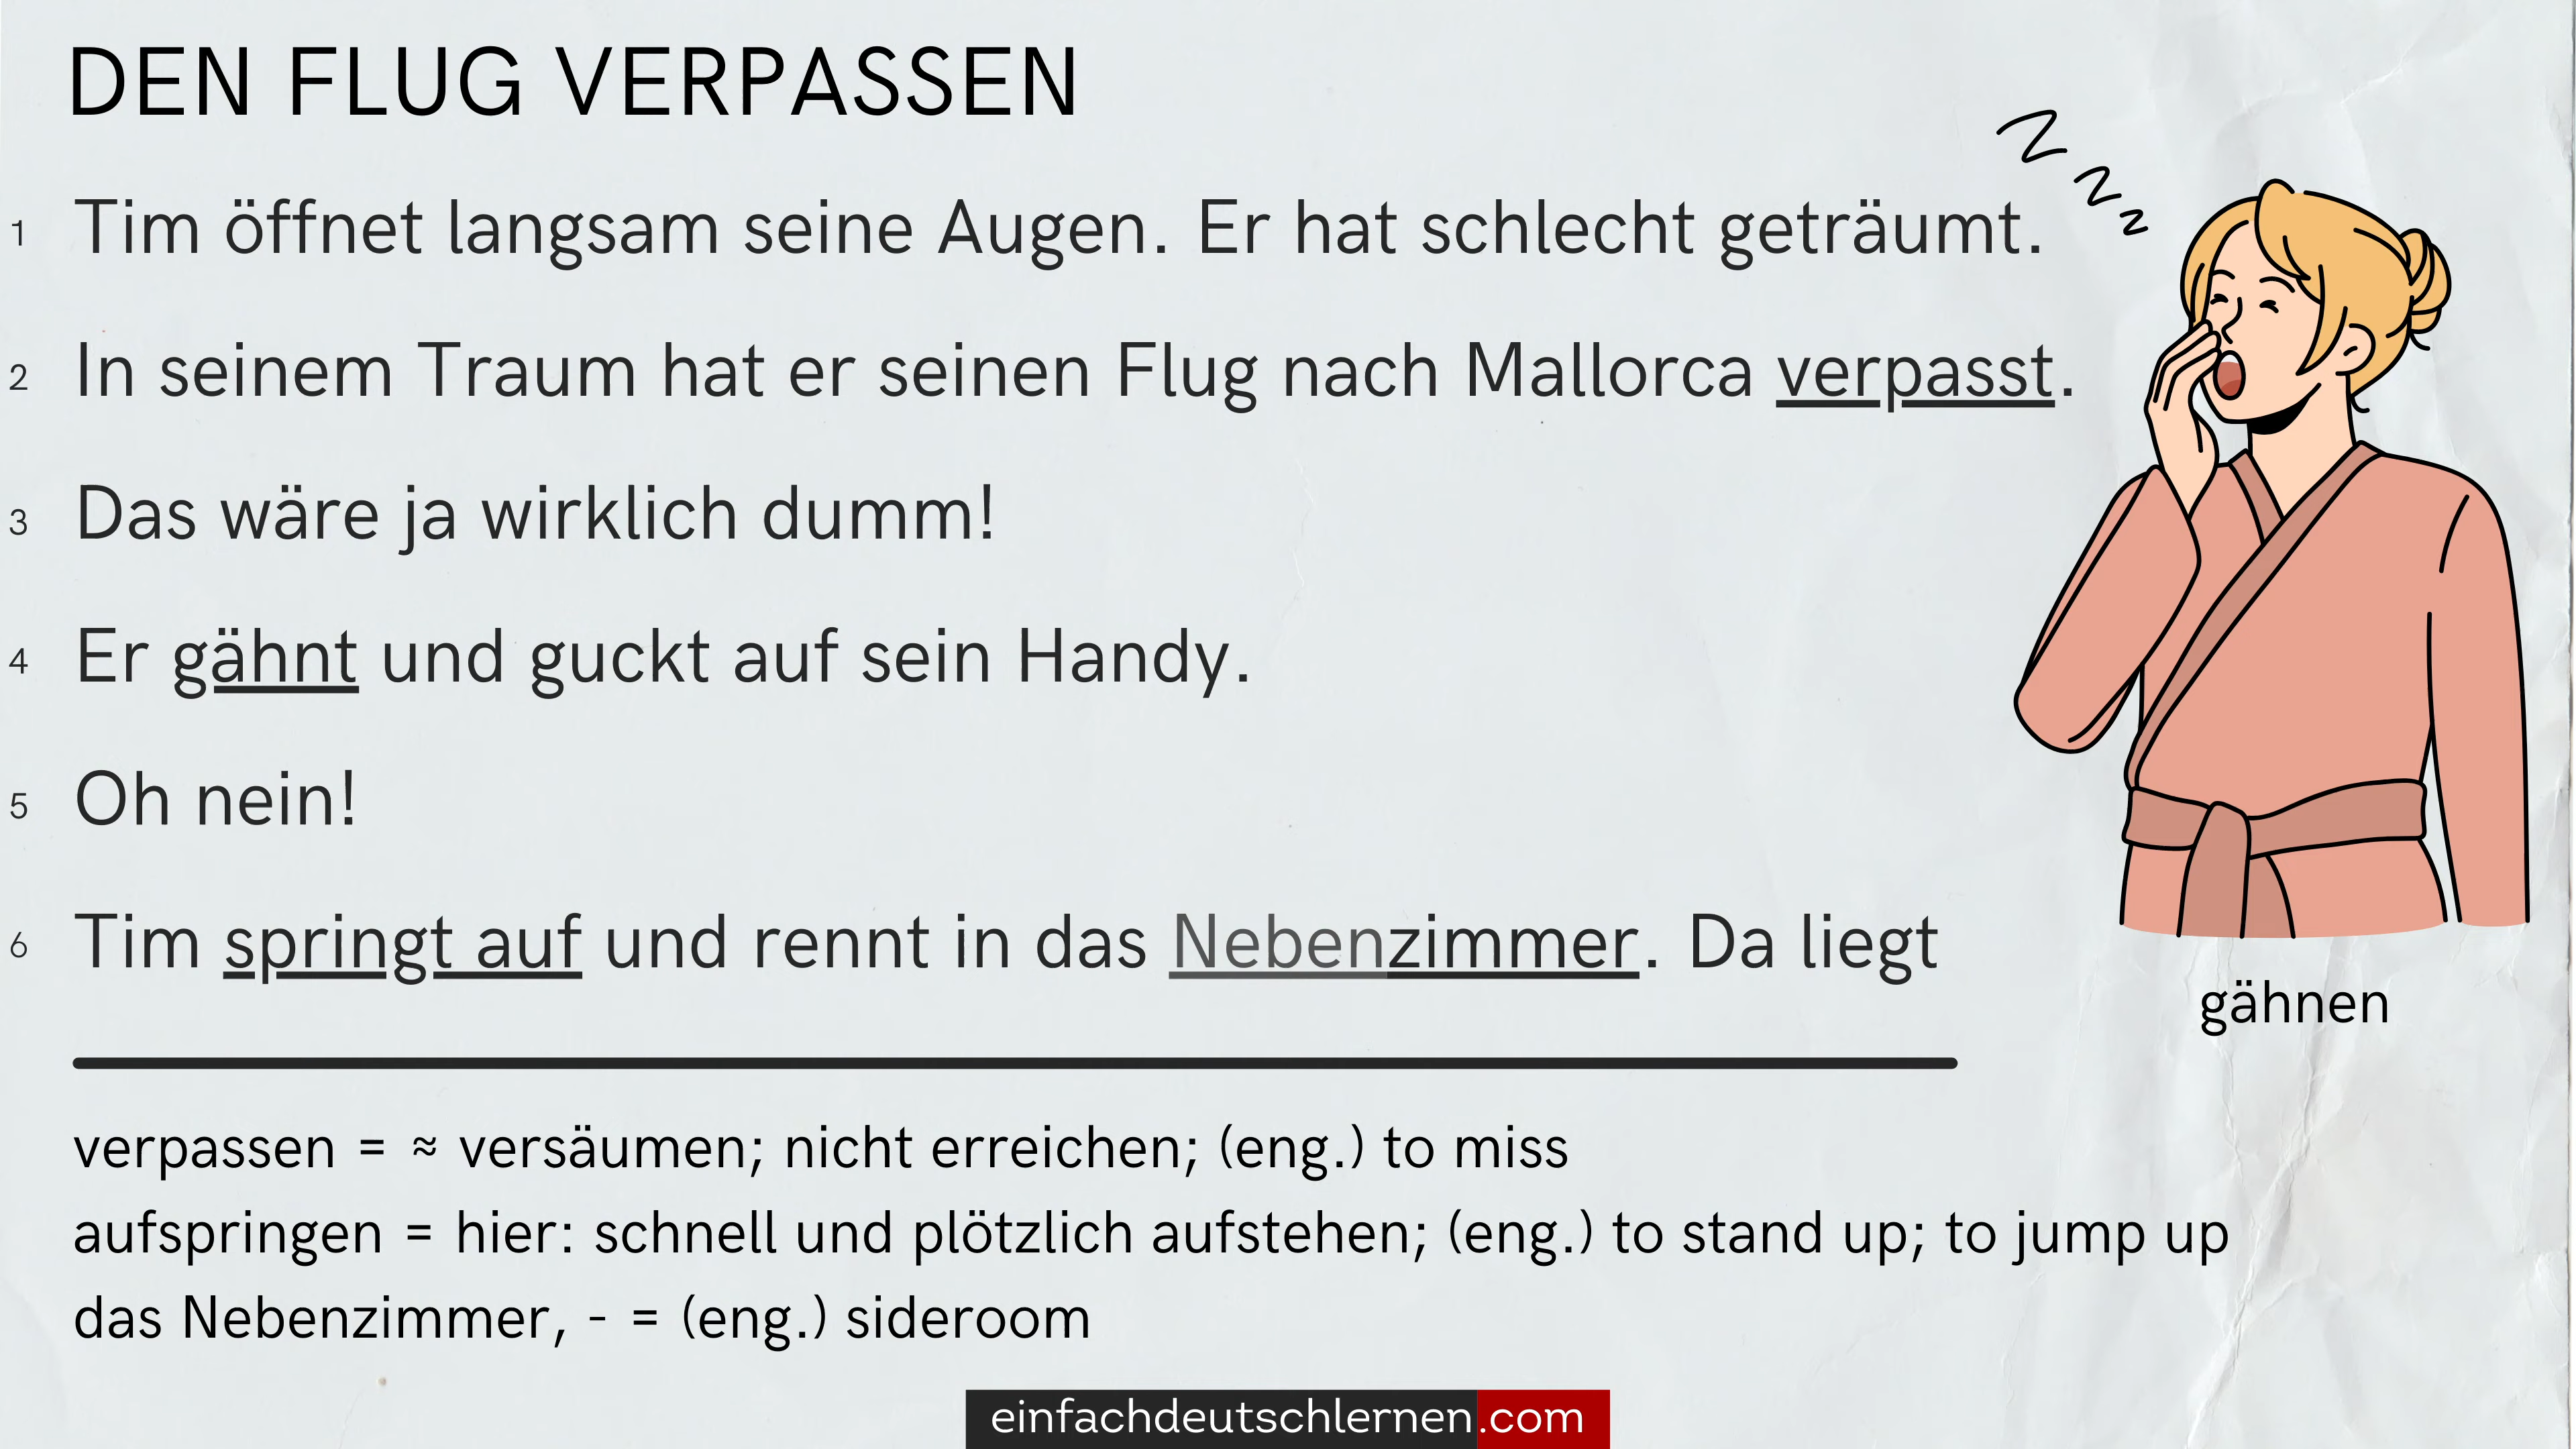 DEN FLUG VERPASSEN
1 Tim öffnet langsam seine Augen. Er hat schlecht geträumt.
2 In seinem Traum hat er seinen Flug nach Mallorca verpasst.
3 Das wäre ja wirklich dumm!
4 Er gähnt und guckt auf sein Handy.
5 Oh nein!
6 Tim springt auf und rennt in das Nebenzimmer. Da liegt
zzz
gähnen
verpassen = ≈ versäumen; nicht erreichen; (eng.) to miss
aufspringen = hier: schnell und plötzlich aufstehen; (eng.) to stand up; to jump up
das Nebenzimmer, - = (eng.) sideroom
einfachdeutschlernen.com